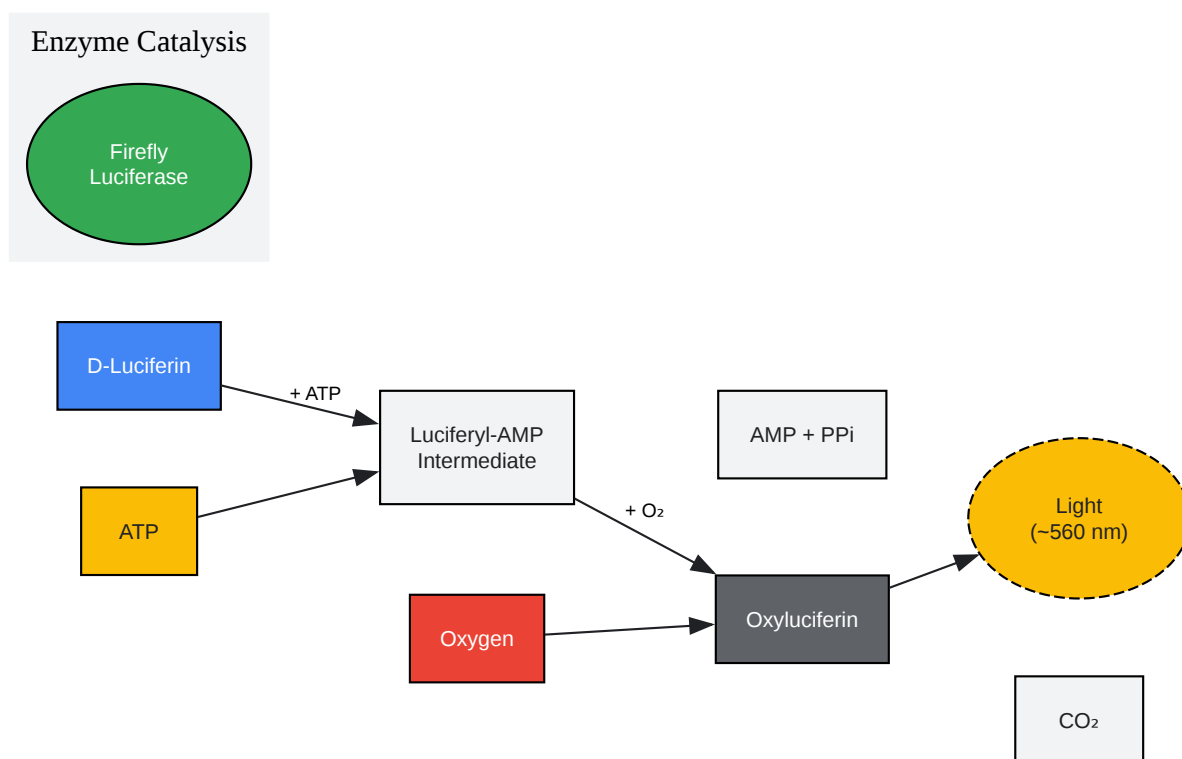 Enzyme Catalysis
Firefly
Luciferase
D-Luciferin
+ ATP
Luciferyl-AMP
Intermediate
AMP + PPi
ATP
+ O₂
Light
(~560 nm)
Oxygen
Oxyluciferin
CO₂